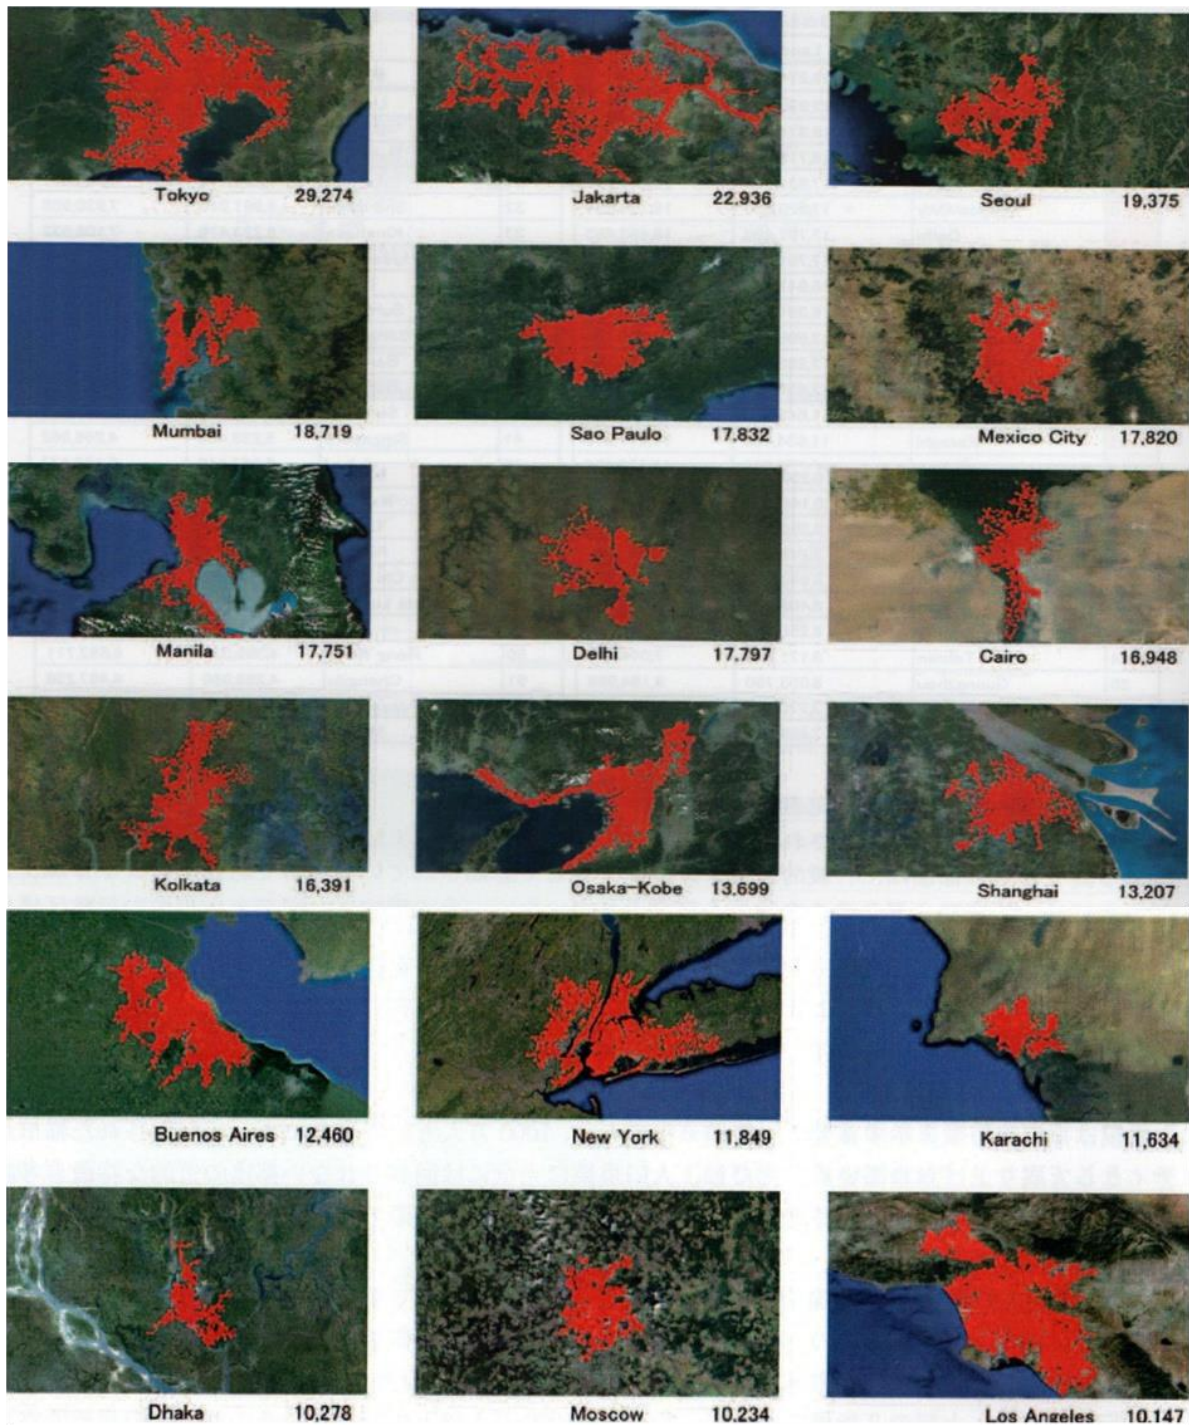 Tokyo 29,274
Jakarta 22,936
Seoul 19,375
Mumbai 18,719
Sao Paulo 17,832
Mexico City 17,820
Manila 17,751
Delhi 17,797
Cairo 16,948
Kolkata 16,391
Osaka-Kobe 13,699
Shanghai 13,207
Buenos Aires 12,460
New York 11,849
Karachi 11,634
Dhaka 10,278
Moscow 10,234
Los Angeles 10,147